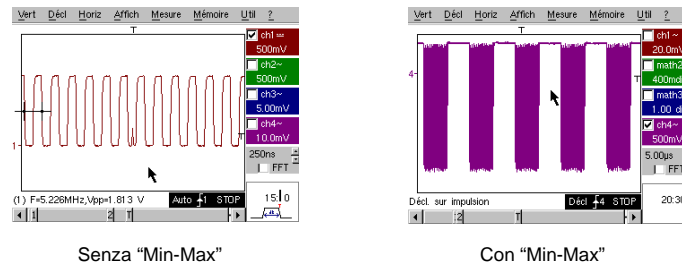 Vert Décl Horiz Affich Mesure Mémoire Util ?
T
ch1
500mV
ch2~
500mV
ch3~
5.00mV
ch4~
10.0mV
250ns
FFT
T
1
(1) F=5.226MHz,Vpp=1.813 V
Auto 1 STOP
15: 0
1 2 T
Senza “Min-Max”
Vert Décl Horiz Affich Mesure Mémoire Util ?
T
ch1~
20.0m
math2
400md
math3
1.00 di
ch4~
500mV
5.00µs
FFT
T
4
Décl. sur impulsion
Décl 4 STOP
20:30
2 T
Con “Min-Max”